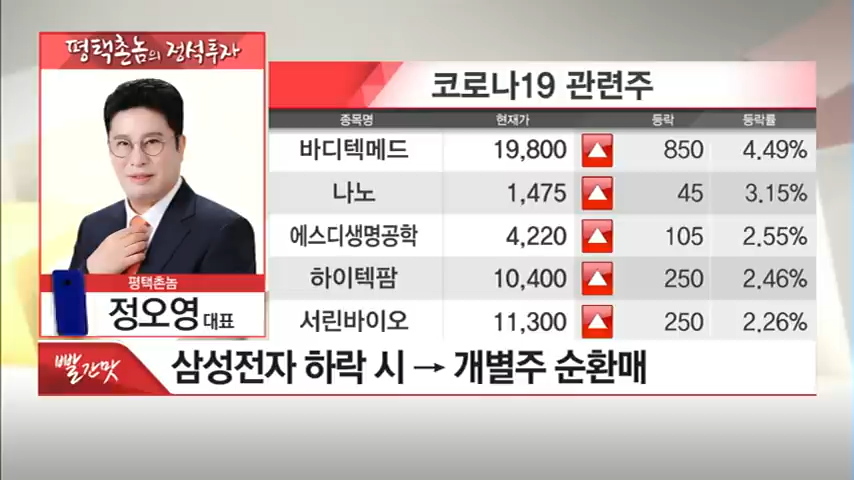 평택촌놈의 정석투자
평택촌놈
정오영 대표
코로나19 관련주
종목명 현재가 등락 등락률
바디텍메드 19,800 850 4.49%
나노 1,475 45 3.15%
에스디생명공학 4,220 105 2.55%
하이텍팜 10,400 250 2.46%
서린바이오 11,300 250 2.26%
빨간맛
삼성전자 하락 시 → 개별주 순환매